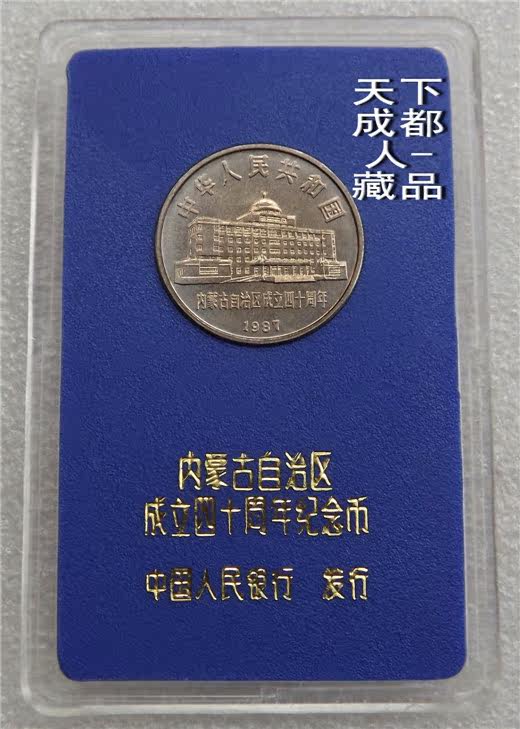 天下
成都
人一
藏品
中华人民共和国
内蒙古自治区成立四十周年
1987
内蒙古自治区
成立四十周年纪念币
中国人民银行 发行